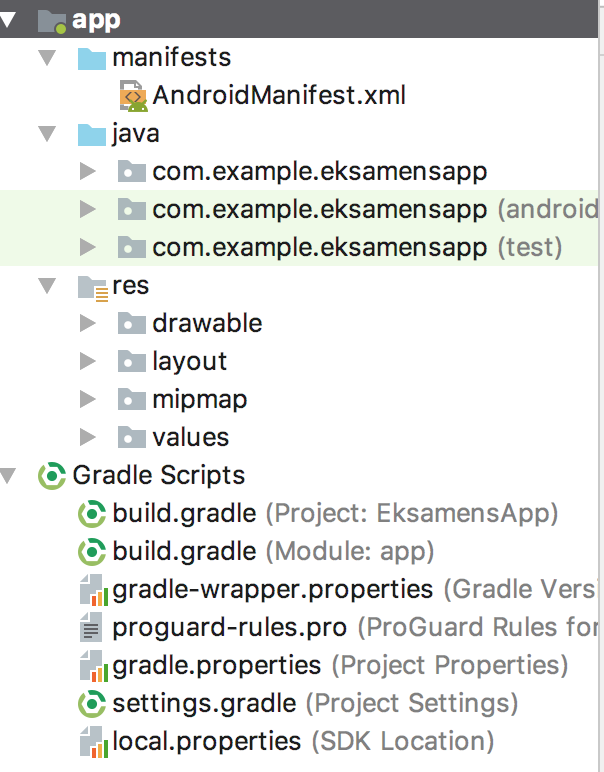 app
manifests
AndroidManifest.xml
java
com.example.eksamensapp
com.example.eksamensapp (android
com.example.eksamensapp (test)
res
drawable
layout
mipmap
values
Gradle Scripts
build.gradle (Project: EksamensApp)
build.gradle (Module: app)
gradle-wrapper.properties (Gradle Versi
proguard-rules.pro (ProGuard Rules for
gradle.properties (Project Properties)
settings.gradle (Project Settings)
local.properties (SDK Location)